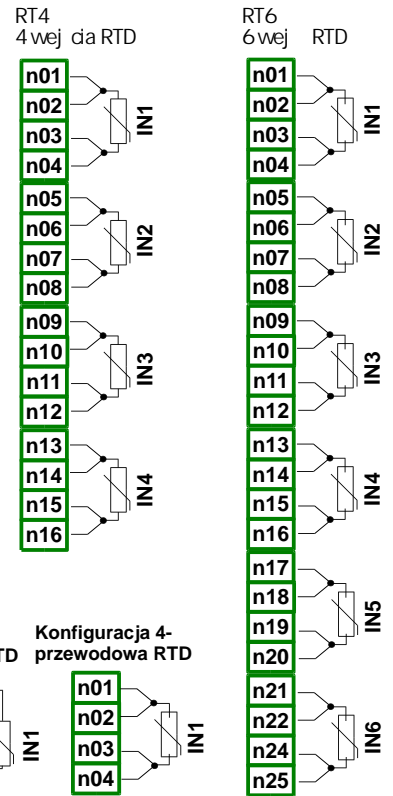 RT4
4 wej cia RTD
n01
n02
n03
n04
IN1
n05
n06
n07
n08
IN2
n09
n10
n11
n12
IN3
n13
n14
n15
n16
IN4
RT6
6 wej RTD
n01
n02
n03
n04
IN1
n05
n06
n07
n08
IN2
n09
n10
n11
n12
IN3
n13
n14
n15
n16
IN4
n17
n18
n19
n20
IN5
n21
n22
n24
n25
IN6
TD
IN1
Konfiguracja 4-
przewodowa RTD
n01
n02
n03
n04
IN1